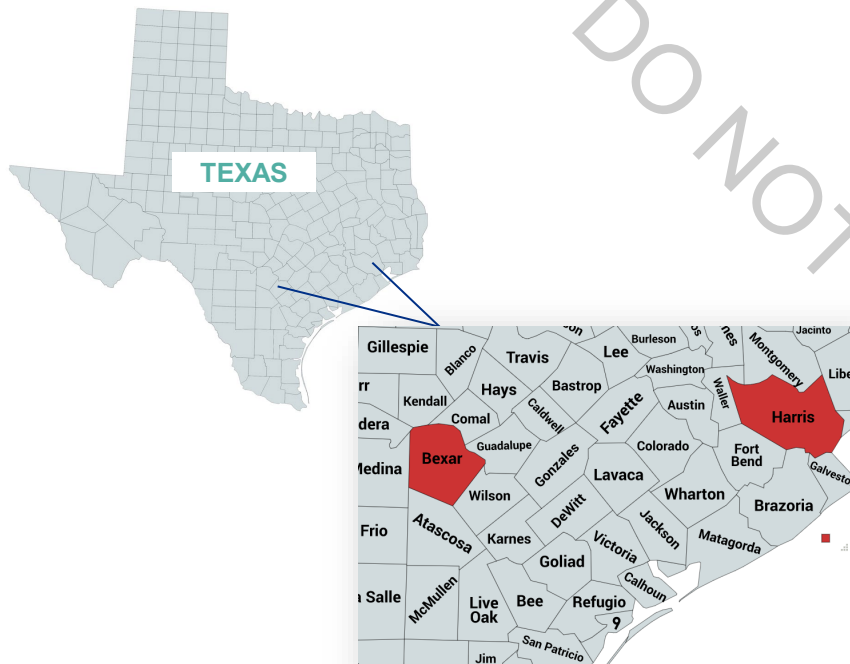 DO NOT
TEXAS
Gillespie
Blanco
Travis
Lee
Burleson
Montgomery
Jacinto
Washington
Kendall
Hays
Bastrop
Waller
Harris
Comal
Caldwell
Fayette
Austin
Bexar
Guadalupe
Gonzales
Colorado
Fort
Bend
Wilson
Lavaca
Wharton
Brazoria
Frio
Atascosa
Karnes
DeWitt
Victoria
Jackson
Matagorda
Goliad
McMullen
Live
Oak
Bee
Refugio
Calhoun
9
San Patricio
Jim